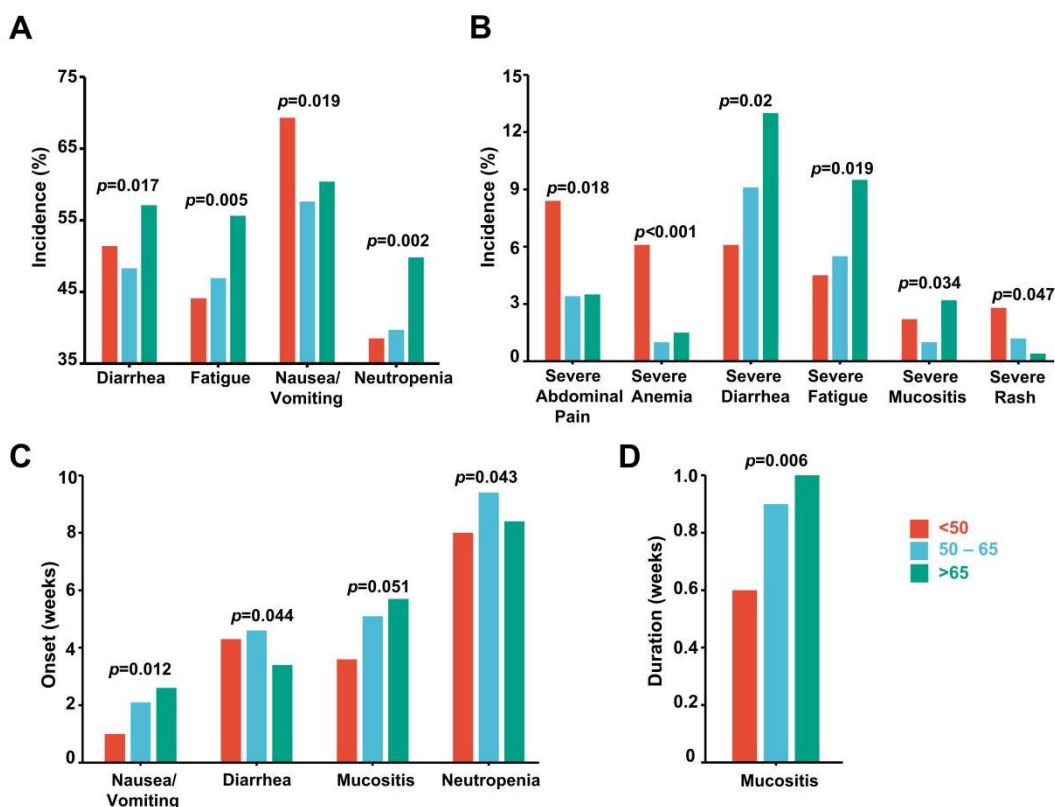 A
75
65
55
45
35
Incidence (%)
p=0.017
p=0.005
p=0.019
p=0.002
Diarrhea
Fatigue
Nausea/
Vomiting
Neutropenia
B
15
12
9
6
3
0
Incidence (%)
p=0.018
p<0.001
p=0.02
p=0.019
p=0.034
p=0.047
Severe
Abdominal
Pain
Severe
Anemia
Severe
Diarrhea
Severe
Fatigue
Severe
Mucositis
Severe
Rash
C
10
8
6
4
2
0
Onset (weeks)
p=0.012
p=0.044
p=0.051
p=0.043
Nausea/
Vomiting
Diarrhea
Mucositis
Neutropenia
D
1.0
0.8
0.6
0.4
0.2
0
Duration (weeks)
p=0.006
Mucositis
<50
50 – 65
>65